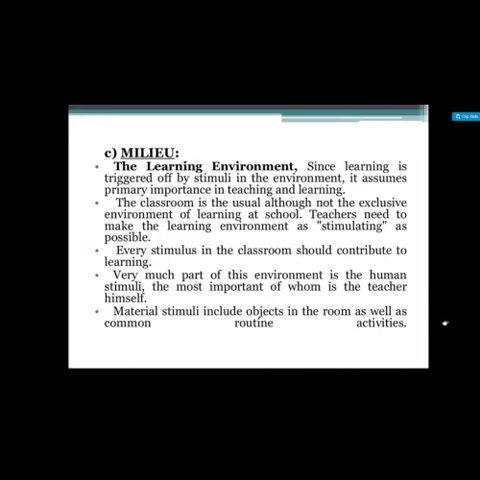 c) MILIEU:
• The Learning Environment, Since learning is
triggered off by stimuli in the environment, it assumes
primary importance in teaching and learning.
• The classroom is the usual although not the exclusive
environment of learning at school. Teachers need to
make the learning environment as "stimulating" as
possible.
• Every stimulus in the classroom should contribute to
learning.
• Very much part of this environment is the human
stimuli, the most important of whom is the teacher
himself.
• Material stimuli include objects in the room as well as
common routine activities.